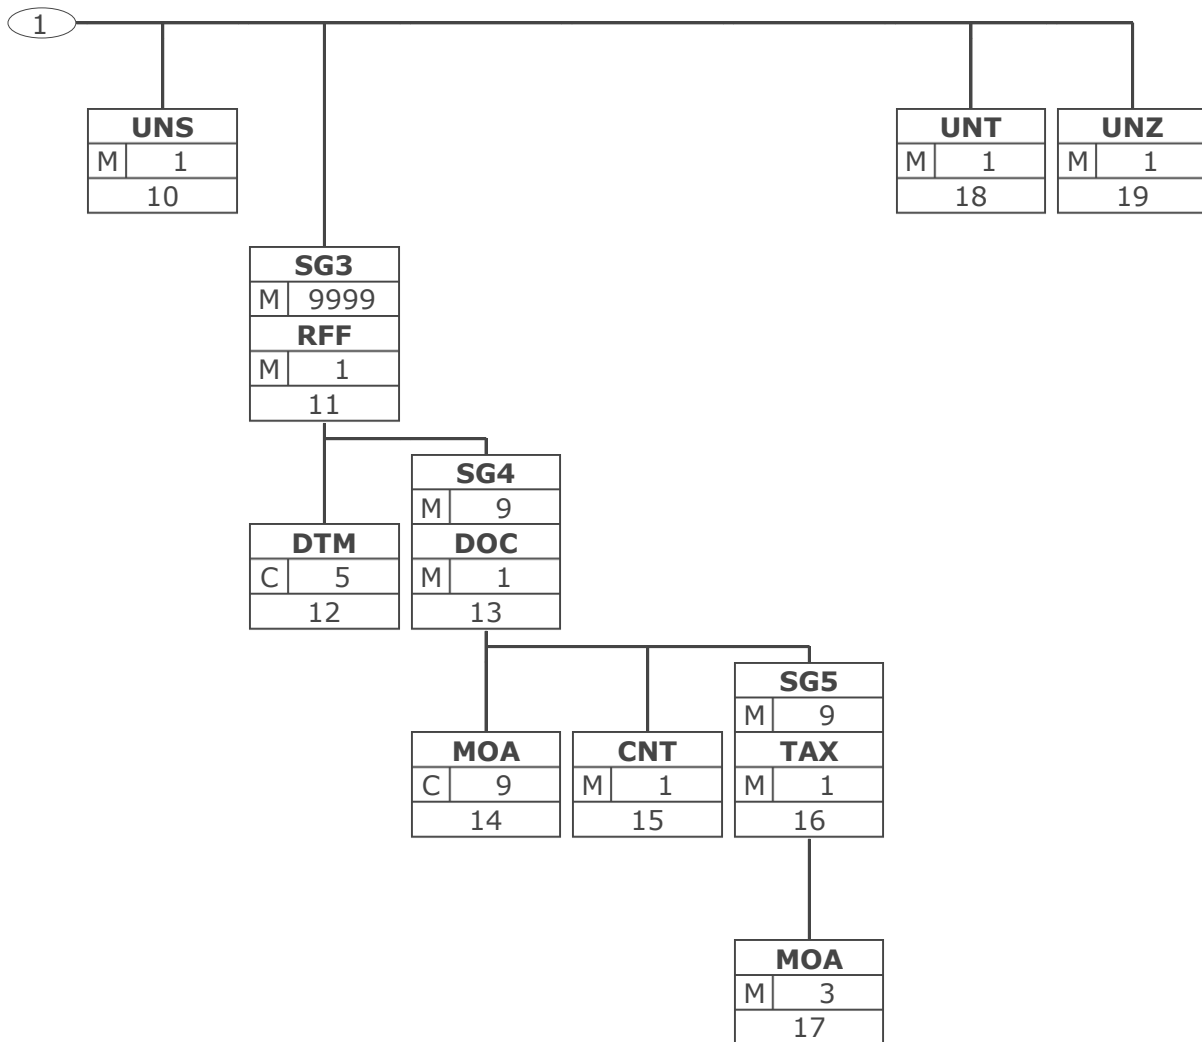 1
UNS
M 1
10
UNT
M 1
18
UNZ
M 1
19
SG3
M 9999
RFF
M 1
11
DTM
C 5
12
SG4
M 9
DOC
M 1
13
MOA
C 9
14
CNT
M 1
15
SG5
M 9
TAX
M 1
16
MOA
M 3
17